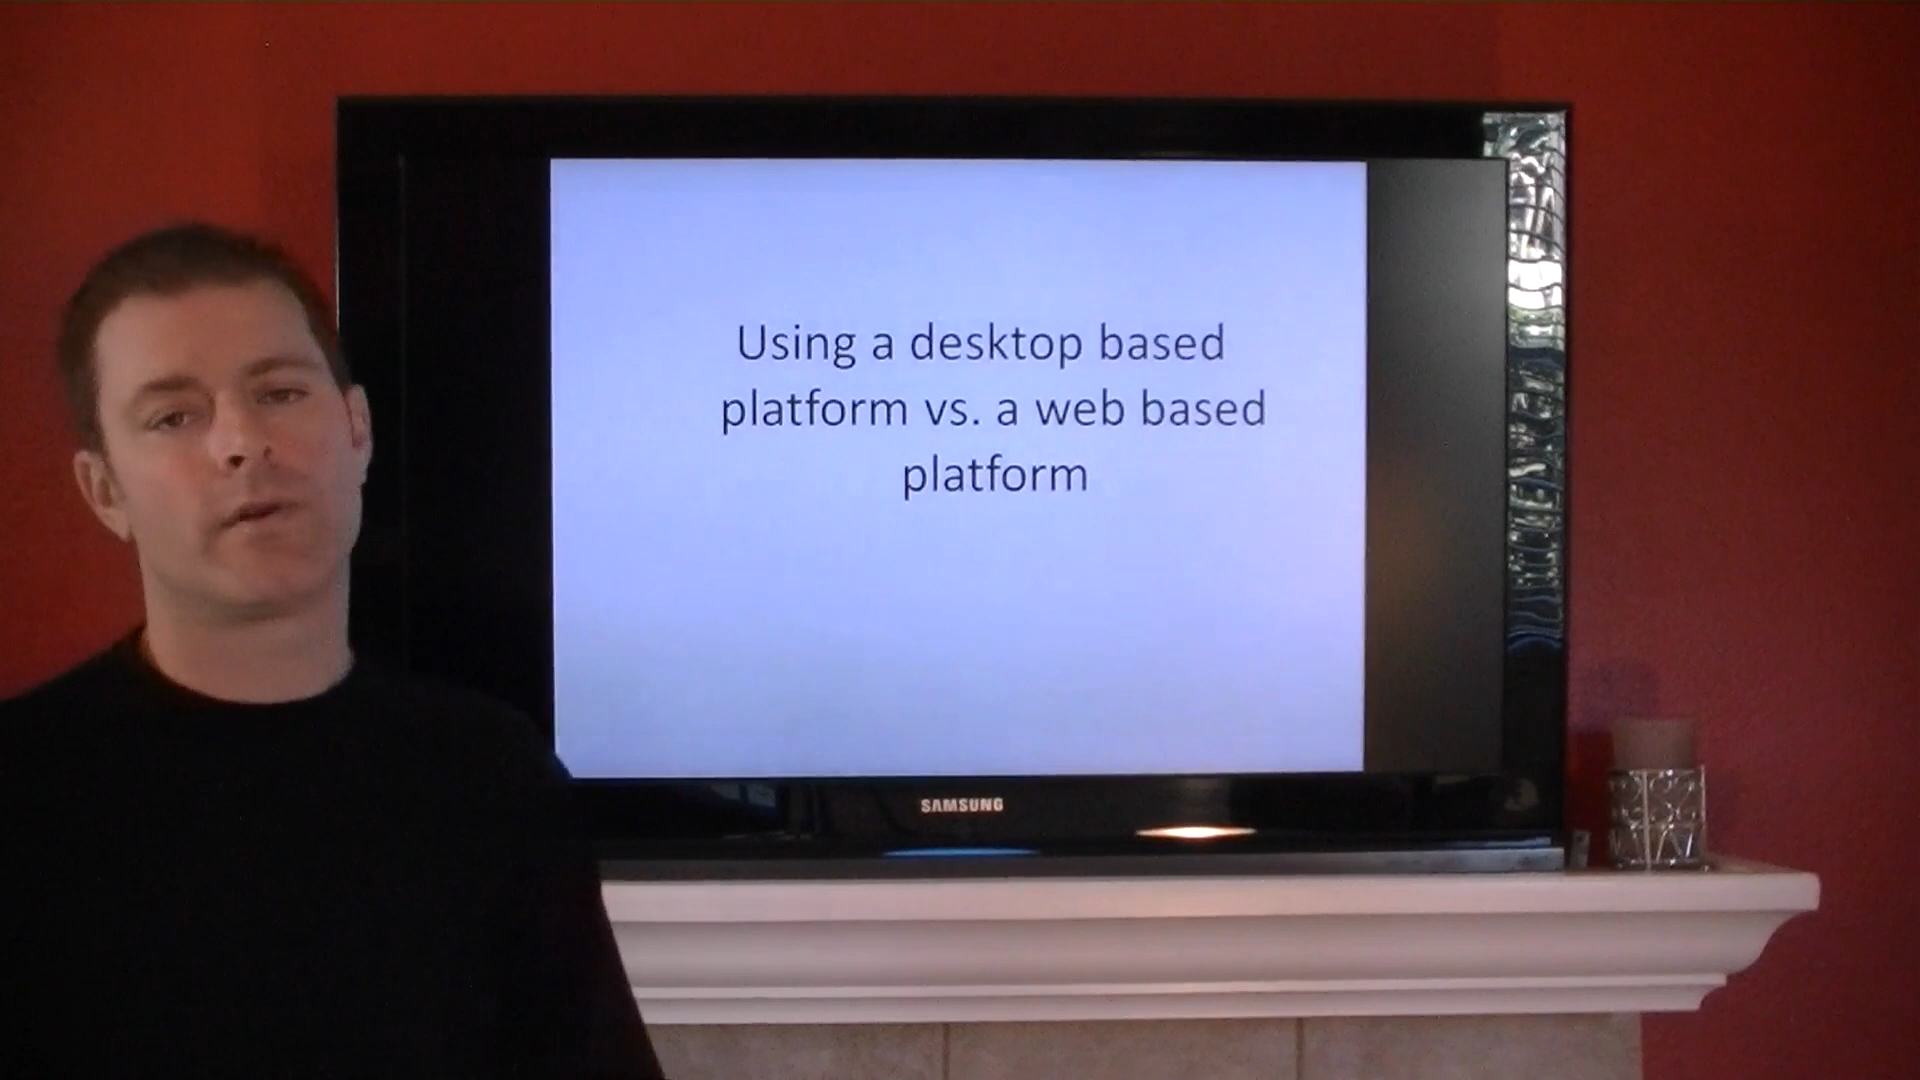 Using a desktop based
platform vs. a web based
platform
SAMSUNG